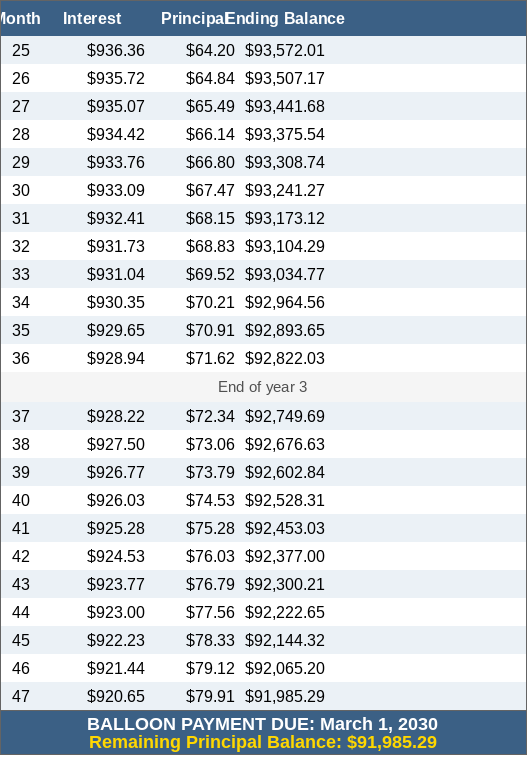 Month Interest Principal Ending Balance
25 $936.36 $64.20 $93,572.01
26 $935.72 $64.84 $93,507.17
27 $935.07 $65.49 $93,441.68
28 $934.42 $66.14 $93,375.54
29 $933.76 $66.80 $93,308.74
30 $933.09 $67.47 $93,241.27
31 $932.41 $68.15 $93,173.12
32 $931.73 $68.83 $93,104.29
33 $931.04 $69.52 $93,034.77
34 $930.35 $70.21 $92,964.56
35 $929.65 $70.91 $92,893.65
36 $928.94 $71.62 $92,822.03
End of year 3
37 $928.22 $72.34 $92,749.69
38 $927.50 $73.06 $92,676.63
39 $926.77 $73.79 $92,602.84
40 $926.03 $74.53 $92,528.31
41 $925.28 $75.28 $92,453.03
42 $924.53 $76.03 $92,377.00
43 $923.77 $76.79 $92,300.21
44 $923.00 $77.56 $92,222.65
45 $922.23 $78.33 $92,144.32
46 $921.44 $79.12 $92,065.20
47 $920.65 $79.91 $91,985.29
BALLOON PAYMENT DUE: March 1, 2030
Remaining Principal Balance: $91,985.29